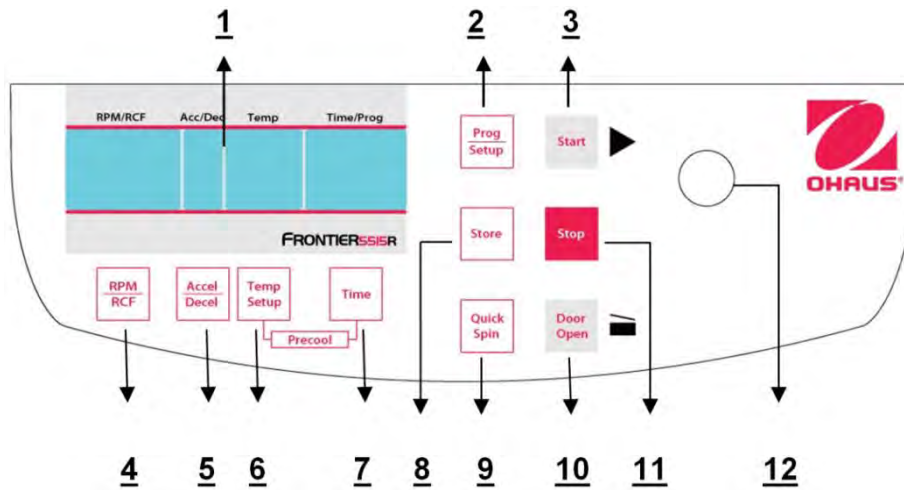 1 2 3
RPM/RCF Acc/Dec Temp Time/Prog
Prog
Setup
Start
OHAUS®
FRONTIER5515R
Store
Stop
RPM
RCF
Accel
Decel
Temp
Setup
Time
Precool
Quick
Spin
Door
Open
4 5 6 7 8 9 10 11 12